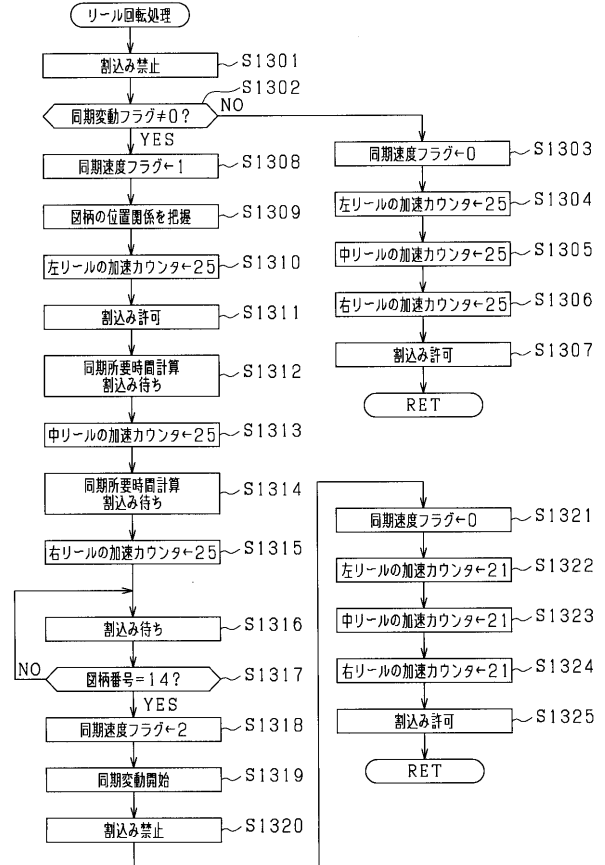 リール回転処理
割込み禁止
S1301
同期変動フラグ≠0?
S1302
NO
YES
同期速度フラグ←1
S1308
図柄の位置関係を把握
S1309
左リールの加速カウンタ←25
S1310
割込み許可
S1311
同期所要時間計算
割込み待ち
S1312
中リールの加速カウンタ←25
S1313
同期所要時間計算
割込み待ち
S1314
右リールの加速カウンタ←25
S1315
割込み待ち
S1316
図柄番号=14?
S1317
NO
YES
同期速度フラグ←2
S1318
同期変動開始
S1319
割込み禁止
S1320
同期速度フラグ←0
S1303
左リールの加速カウンタ←25
S1304
中リールの加速カウンタ←25
S1305
右リールの加速カウンタ←25
S1306
割込み許可
S1307
RET
同期速度フラグ←0
S1321
左リールの加速カウンタ←21
S1322
中リールの加速カウンタ←21
S1323
右リールの加速カウンタ←21
S1324
割込み許可
S1325
RET